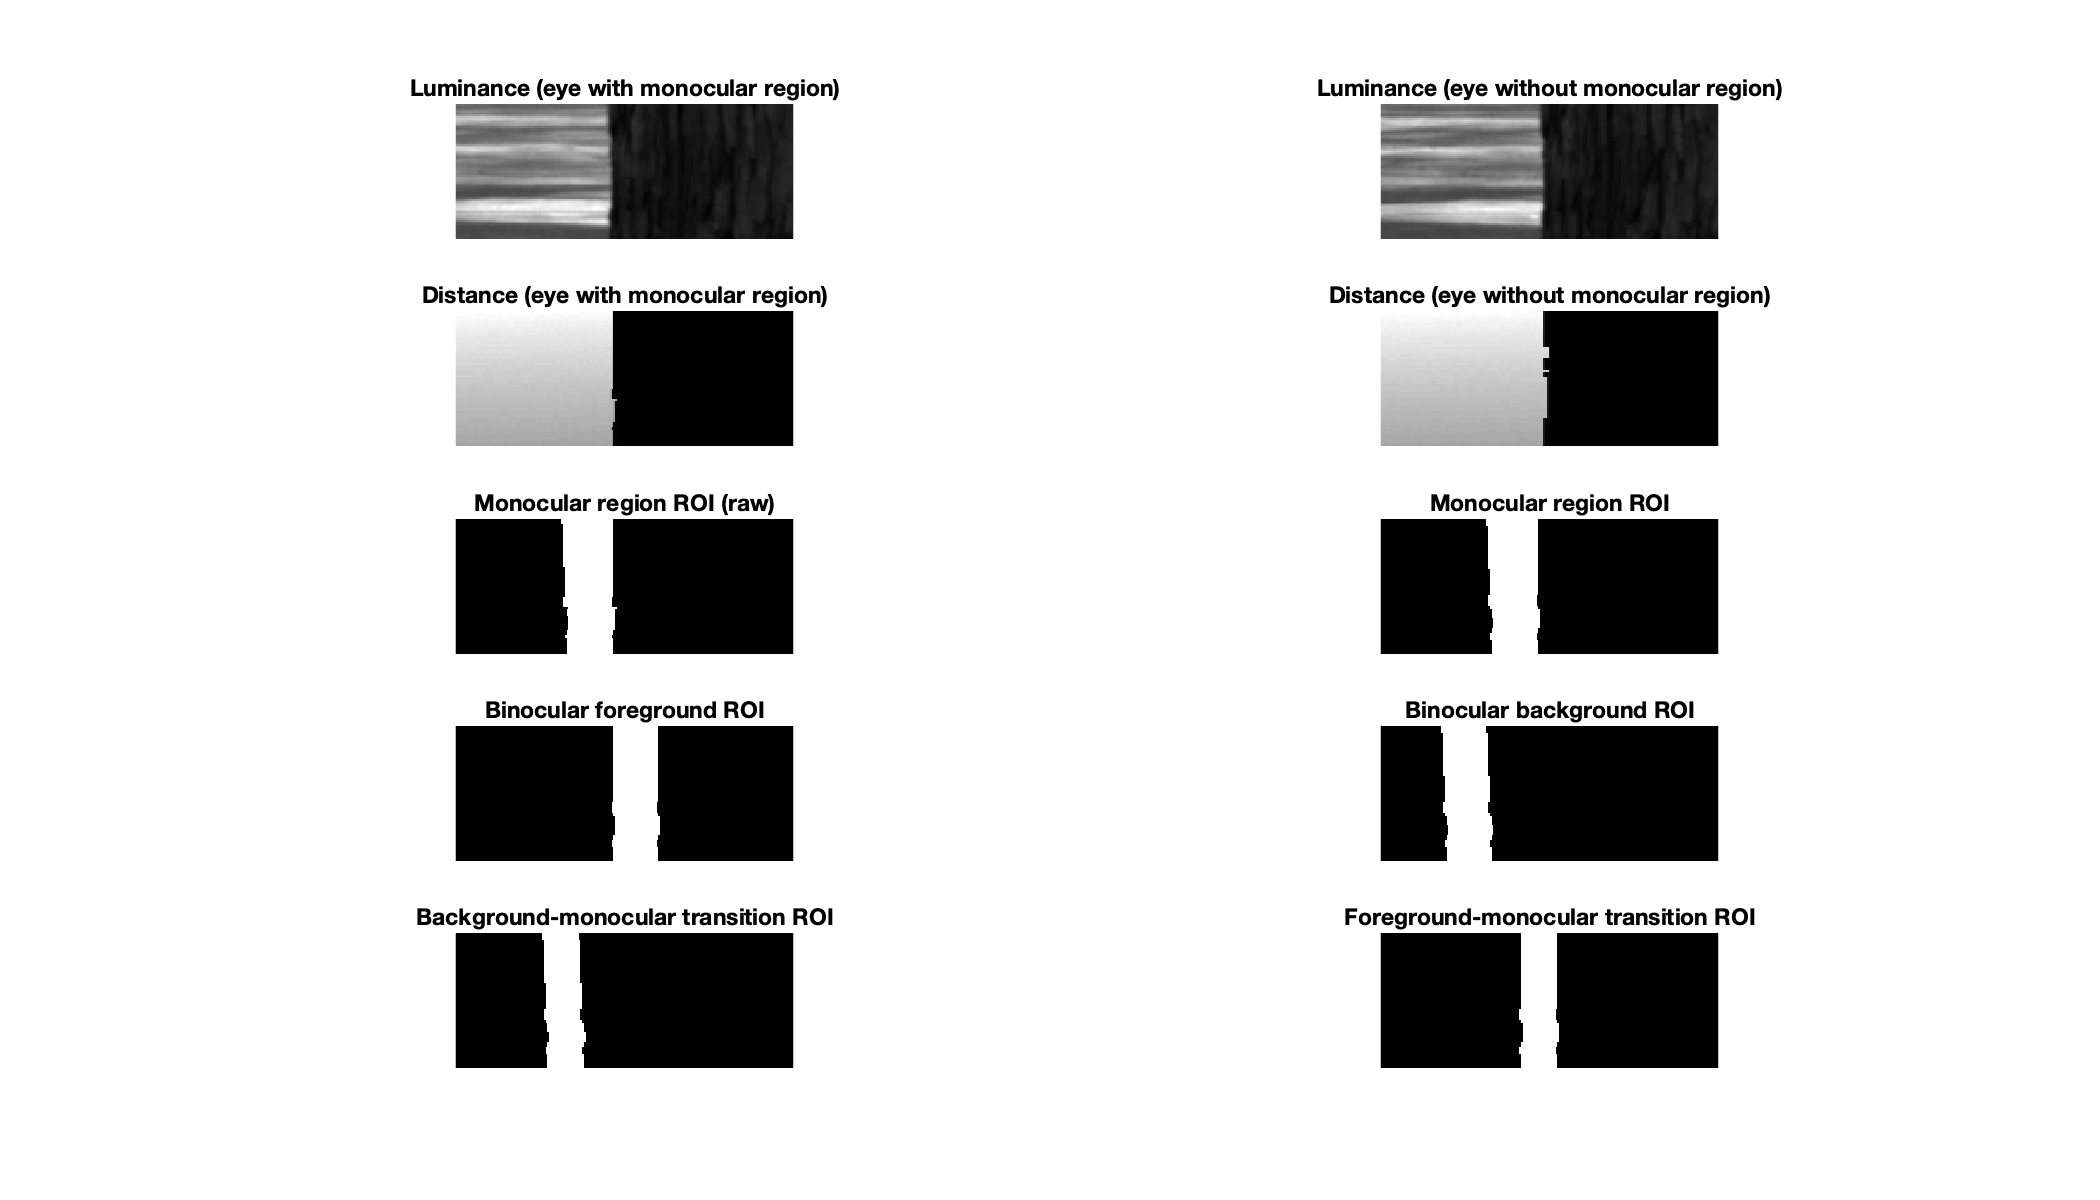 Luminance (eye with monocular region)
Luminance (eye without monocular region)
Distance (eye with monocular region)
Distance (eye without monocular region)
Monocular region ROI (raw)
Monocular region ROI
Binocular foreground ROI
Binocular background ROI
Background-monocular transition ROI
Foreground-monocular transition ROI